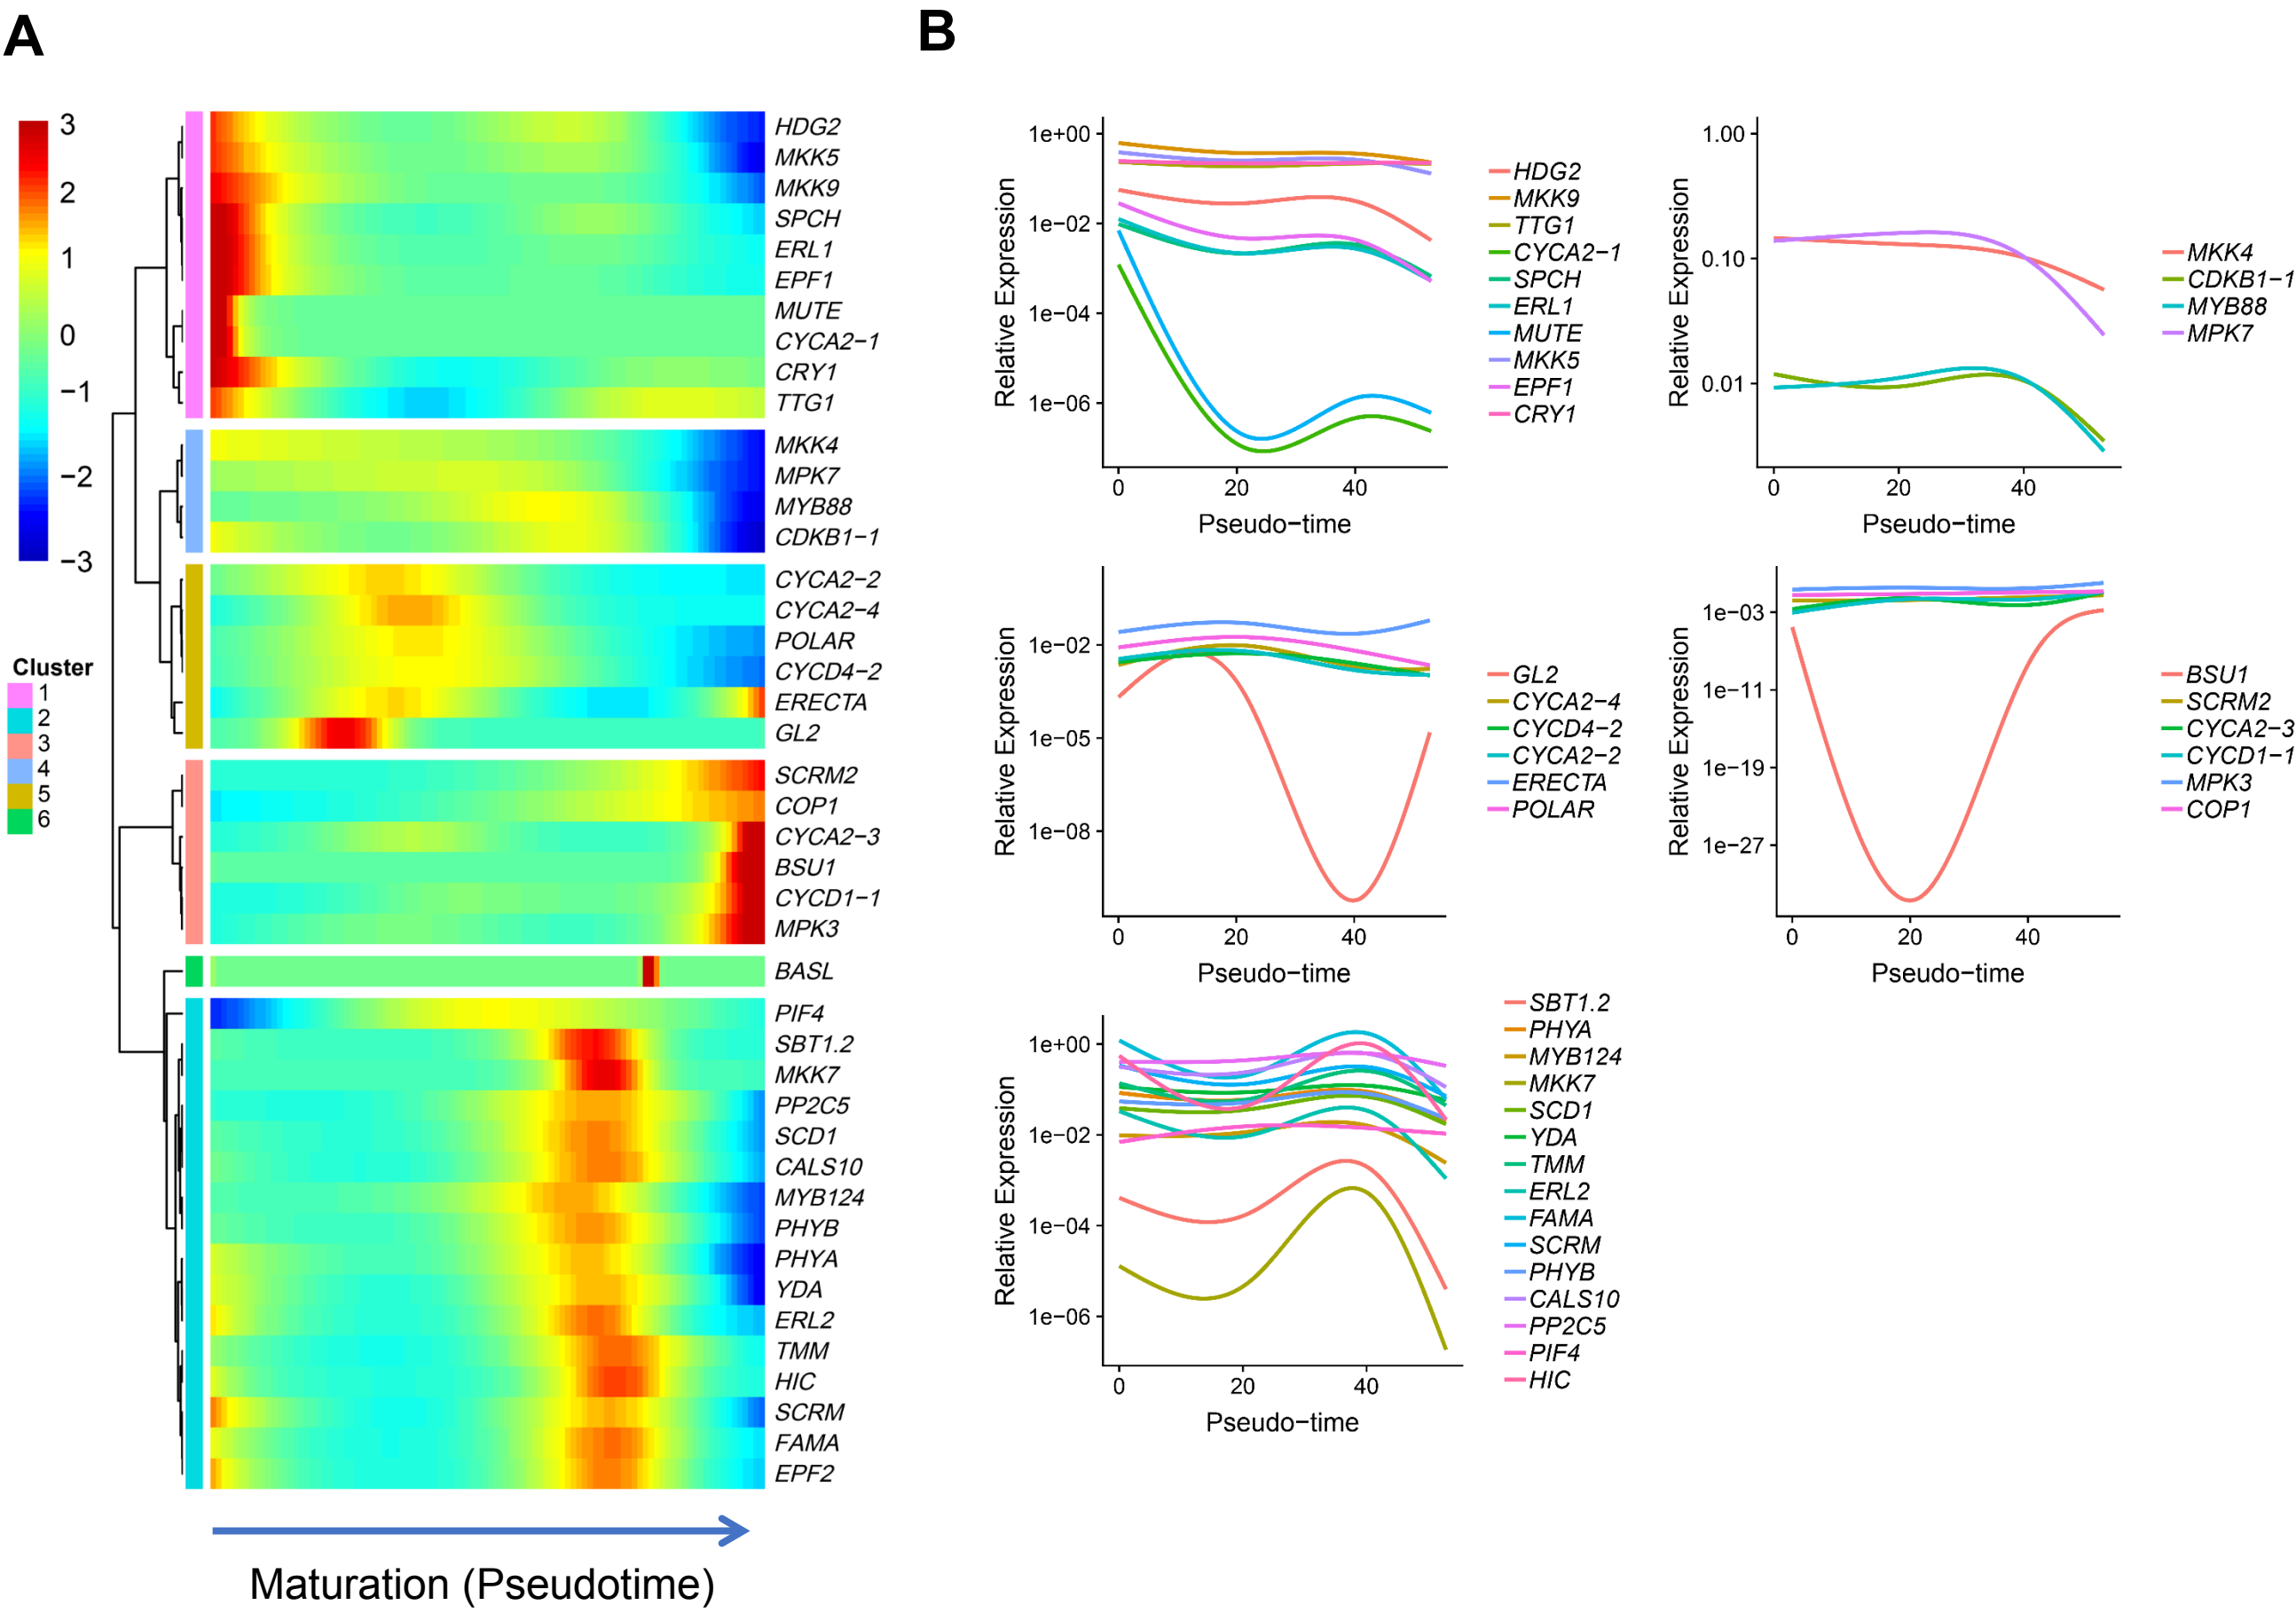 A
3
2
1
0
−1
−2
−3
Cluster
1
2
3
4
5
6
HDG2
MKK5
MKK9
SPCH
ERL1
EPF1
MUTE
CYCA2−1
CRY1
TTG1
MKK4
MPK7
MYB88
CDKB1−1
CYCA2−2
CYCA2−4
POLAR
CYCD4−2
ERECTA
GL2
SCRM2
COP1
CYCA2−3
BSU1
CYCD1−1
MPK3
BASL
PIF4
SBT1.2
MKK7
PP2C5
SCD1
CALS10
MYB124
PHYB
PHYA
YDA
ERL2
TMM
HIC
SCRM
FAMA
EPF2
Maturation (Pseudotime)
B
Relative Expression
1e+00
1e−02
1e−04
1e−06
0 20 40
Pseudo−time
HDG2
MKK9
TTG1
CYCA2−1
SPCH
ERL1
MUTE
MKK5
EPF1
CRY1
Relative Expression
1.00
0.10
0.01
0 20 40
Pseudo−time
MKK4
CDKB1−1
MYB88
MPK7
Relative Expression
1e−02
1e−05
1e−08
0 20 40
Pseudo−time
GL2
CYCA2−4
CYCD4−2
CYCA2−2
ERECTA
POLAR
Relative Expression
1e−03
1e−11
1e−19
1e−27
0 20 40
Pseudo−time
BSU1
SCRM2
CYCA2−3
CYCD1−1
MPK3
COP1
Relative Expression
1e+00
1e−02
1e−04
1e−06
0 20 40
Pseudo−time
SBT1.2
PHYA
MYB124
MKK7
SCD1
YDA
TMM
ERL2
FAMA
SCRM
PHYB
CALS10
PP2C5
PIF4
HIC